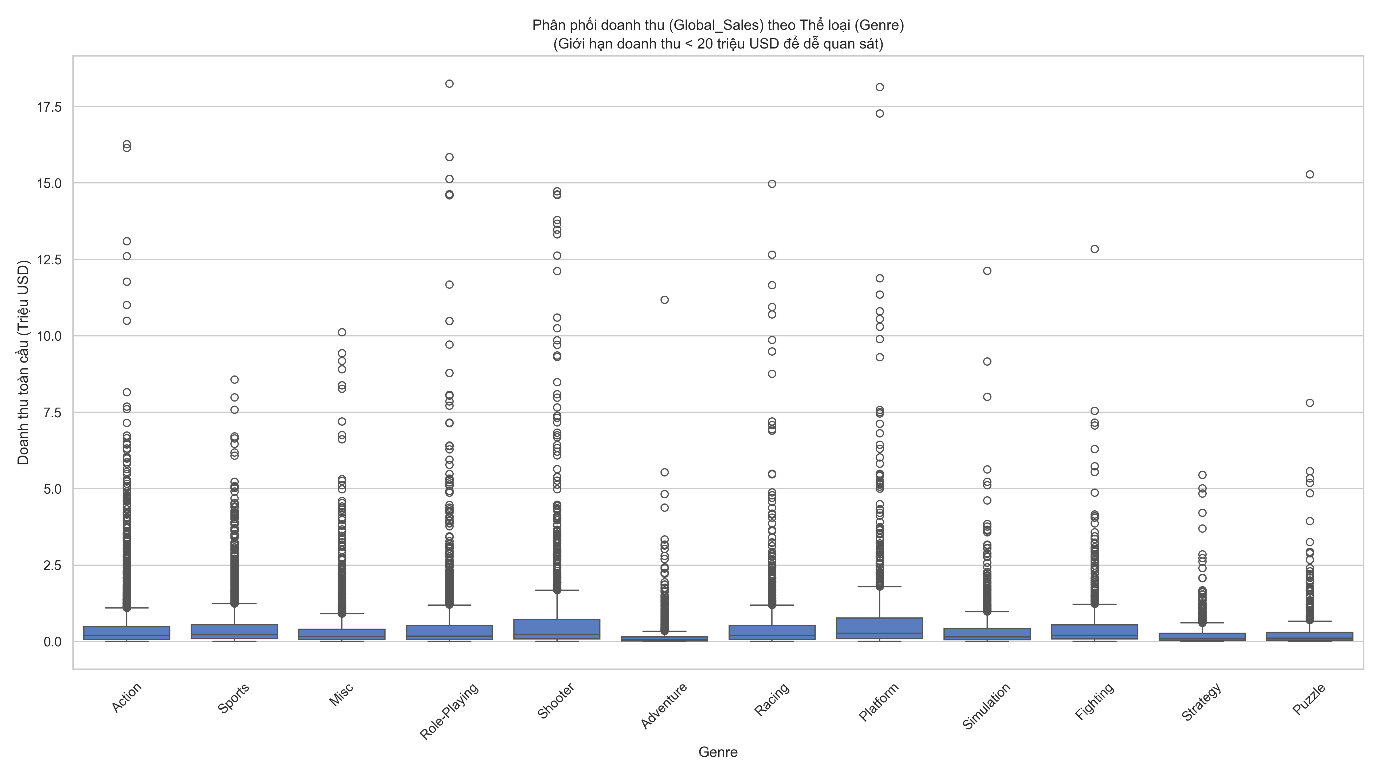 Phân phối doanh thu (Global_Sales) theo Thể loại (Genre)
(Giới hạn doanh thu < 20 triệu USD để dễ quan sát)
Doanh thu toàn cầu (Triệu USD)
17.5
15.0
12.5
10.0
7.5
5.0
2.5
0.0
Action
Sports
Misc
Role-Playing
Shooter
Adventure
Racing
Platform
Simulation
Fighting
Strategy
Puzzle
Genre